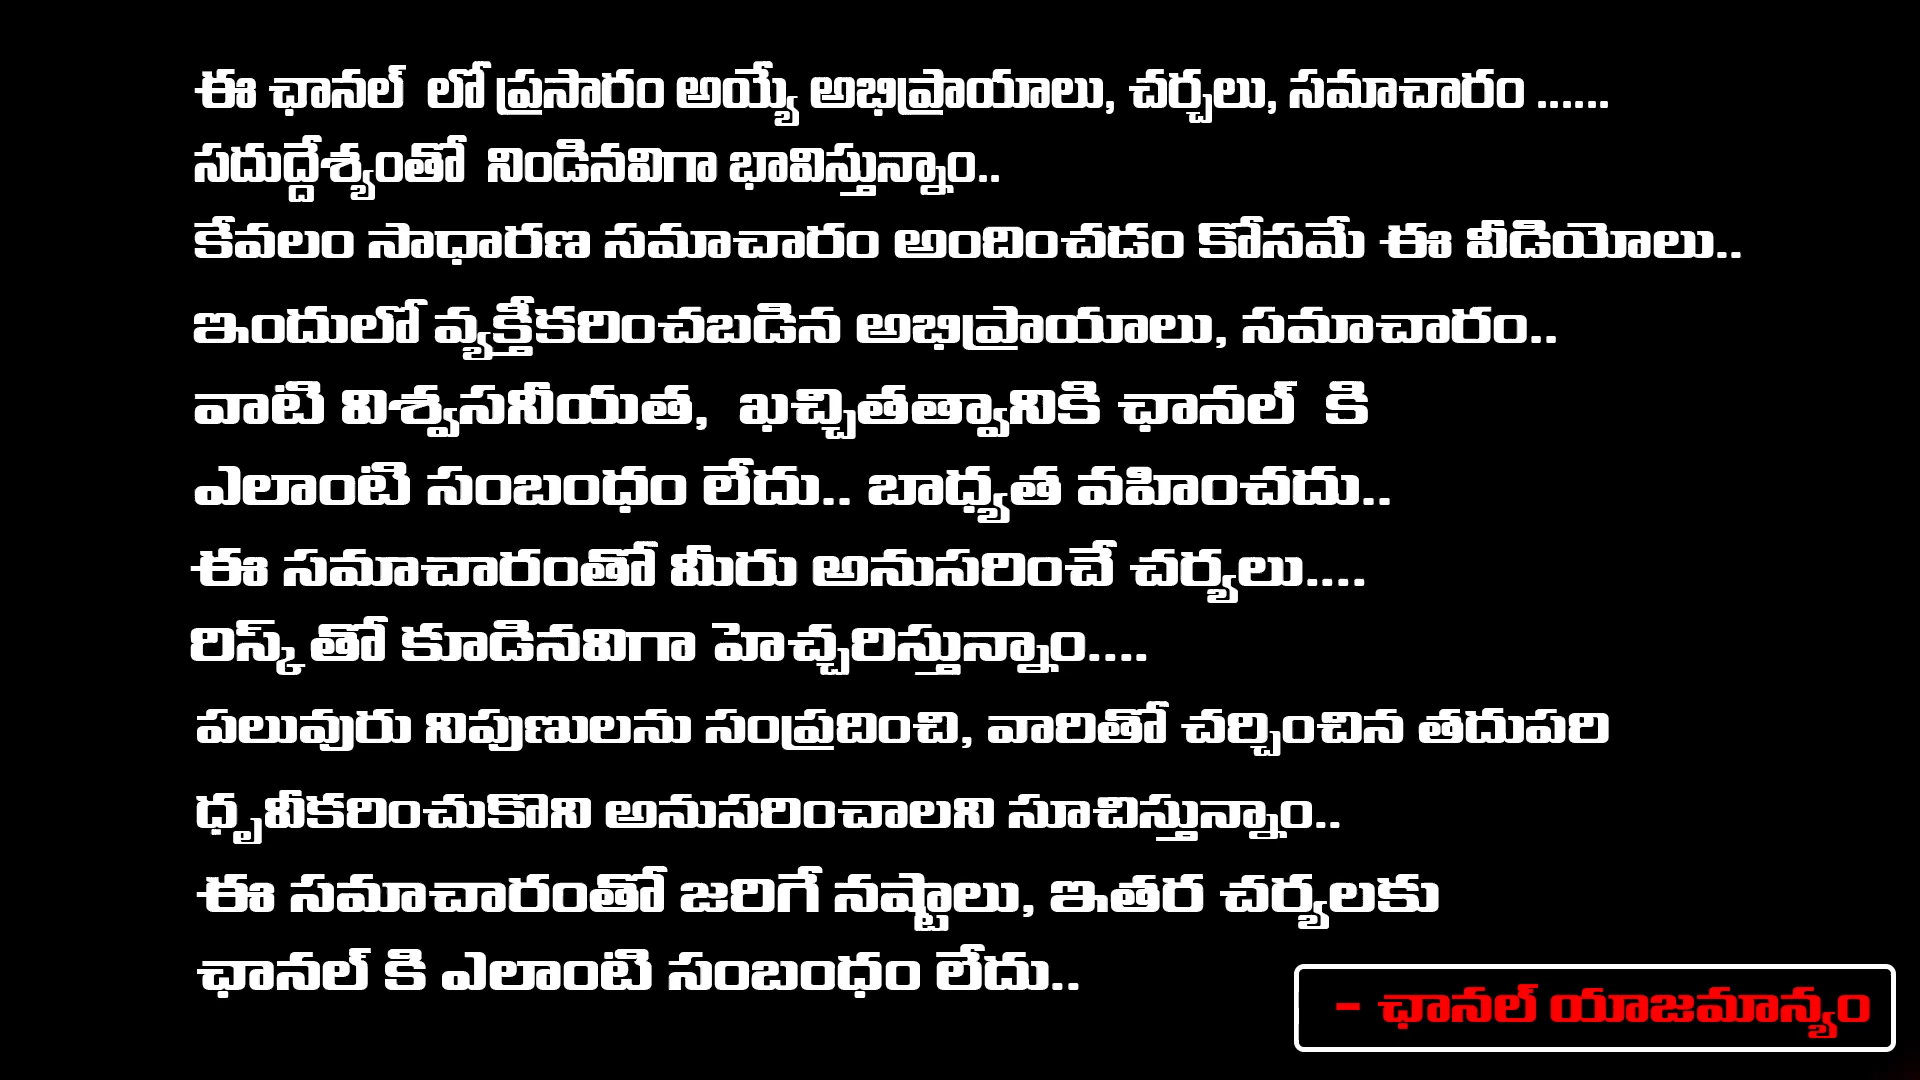 ఈ ఛానల్ లో ప్రసారం అయ్యే అభిప్రాయాలు, చర్చలు, సమాచారం ......
సదుద్దేశ్యంతో నిండినవిగా భావిస్తున్నాం..
కేవలం సాధారణ సమాచారం అందించడం కోసమే ఈ వీడియోలు..
ఇందులో వ్యక్తీకరించబడిన అభిప్రాయాలు, సమాచారం..
వాటి విశ్వసనీయత, ఖచ్చితత్వానికి ఛానల్ కి
ఎలాంటి సంబంధం లేదు.. బాధ్యత వహించదు..
ఈ సమాచారంతో మీరు అనుసరించే చర్యలు....
రిస్క్ తో కూడినవిగా హెచ్చరిస్తున్నాం....
పలువురు నిపుణులను సంప్రదించి, వారితో చర్చించిన తదుపరి
ధృవీకరించుకొని అనుసరించాలని సూచిస్తున్నాం..
ఈ సమాచారంతో జరిగే నష్టాలు, ఇతర చర్యలకు
ఛానల్ కి ఎలాంటి సంబంధం లేదు..
- ఛానల్ యాజమాన్యం